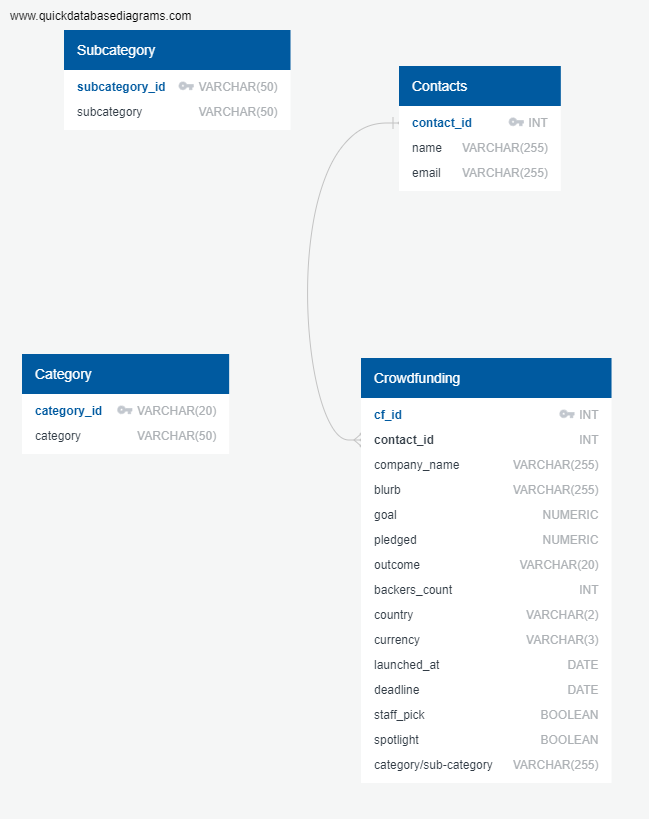 www.quickdatabasediagrams.com
Subcategory
subcategory_id VARCHAR(50)
subcategory VARCHAR(50)
Contacts
contact_id INT
name VARCHAR(255)
email VARCHAR(255)
Category
category_id VARCHAR(20)
category VARCHAR(50)
Crowdfunding
cf_id INT
contact_id INT
company_name VARCHAR(255)
blurb VARCHAR(255)
goal NUMERIC
pledged NUMERIC
outcome VARCHAR(20)
backers_count INT
country VARCHAR(2)
currency VARCHAR(3)
launched_at DATE
deadline DATE
staff_pick BOOLEAN
spotlight BOOLEAN
category/sub-category VARCHAR(255)